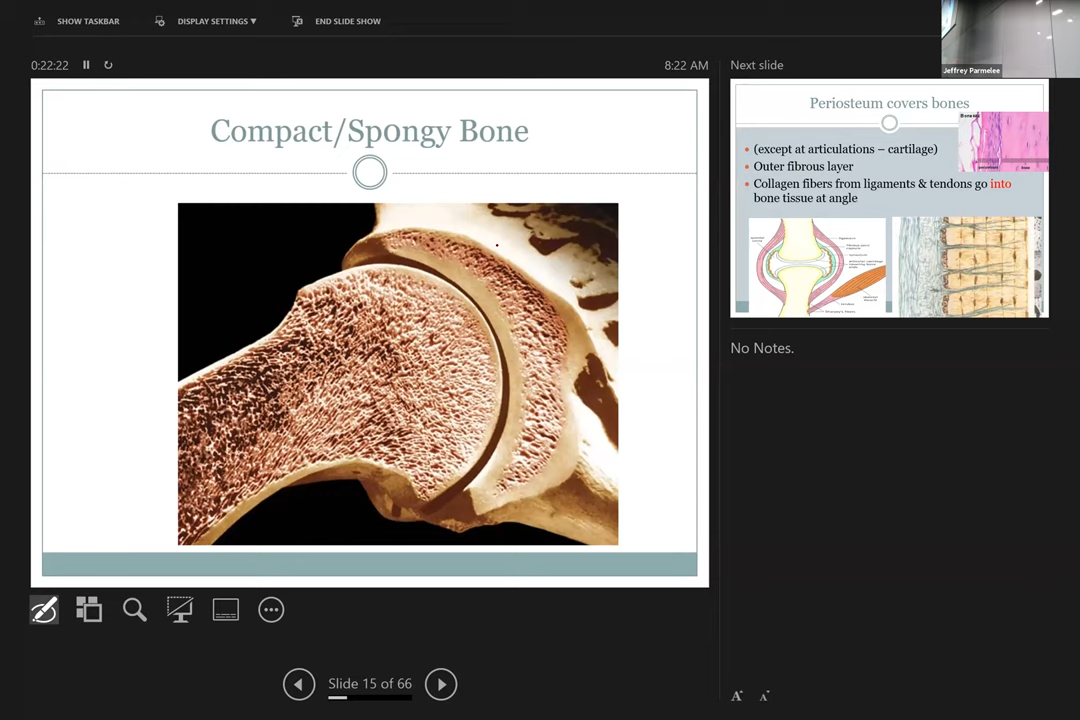 SHOW TASKBAR
DISPLAY SETTINGS ▼
END SLIDE SHOW
Jeffrey Parmelee
0:22:22
8:22 AM
Compact/Spongy Bone
Slide 15 of 66
Next slide
Periosteum covers bones
• (except at articulations – cartilage)
• Outer fibrous layer
• Collagen fibers from ligaments & tendons go into
bone tissue at angle
No Notes.
A
A